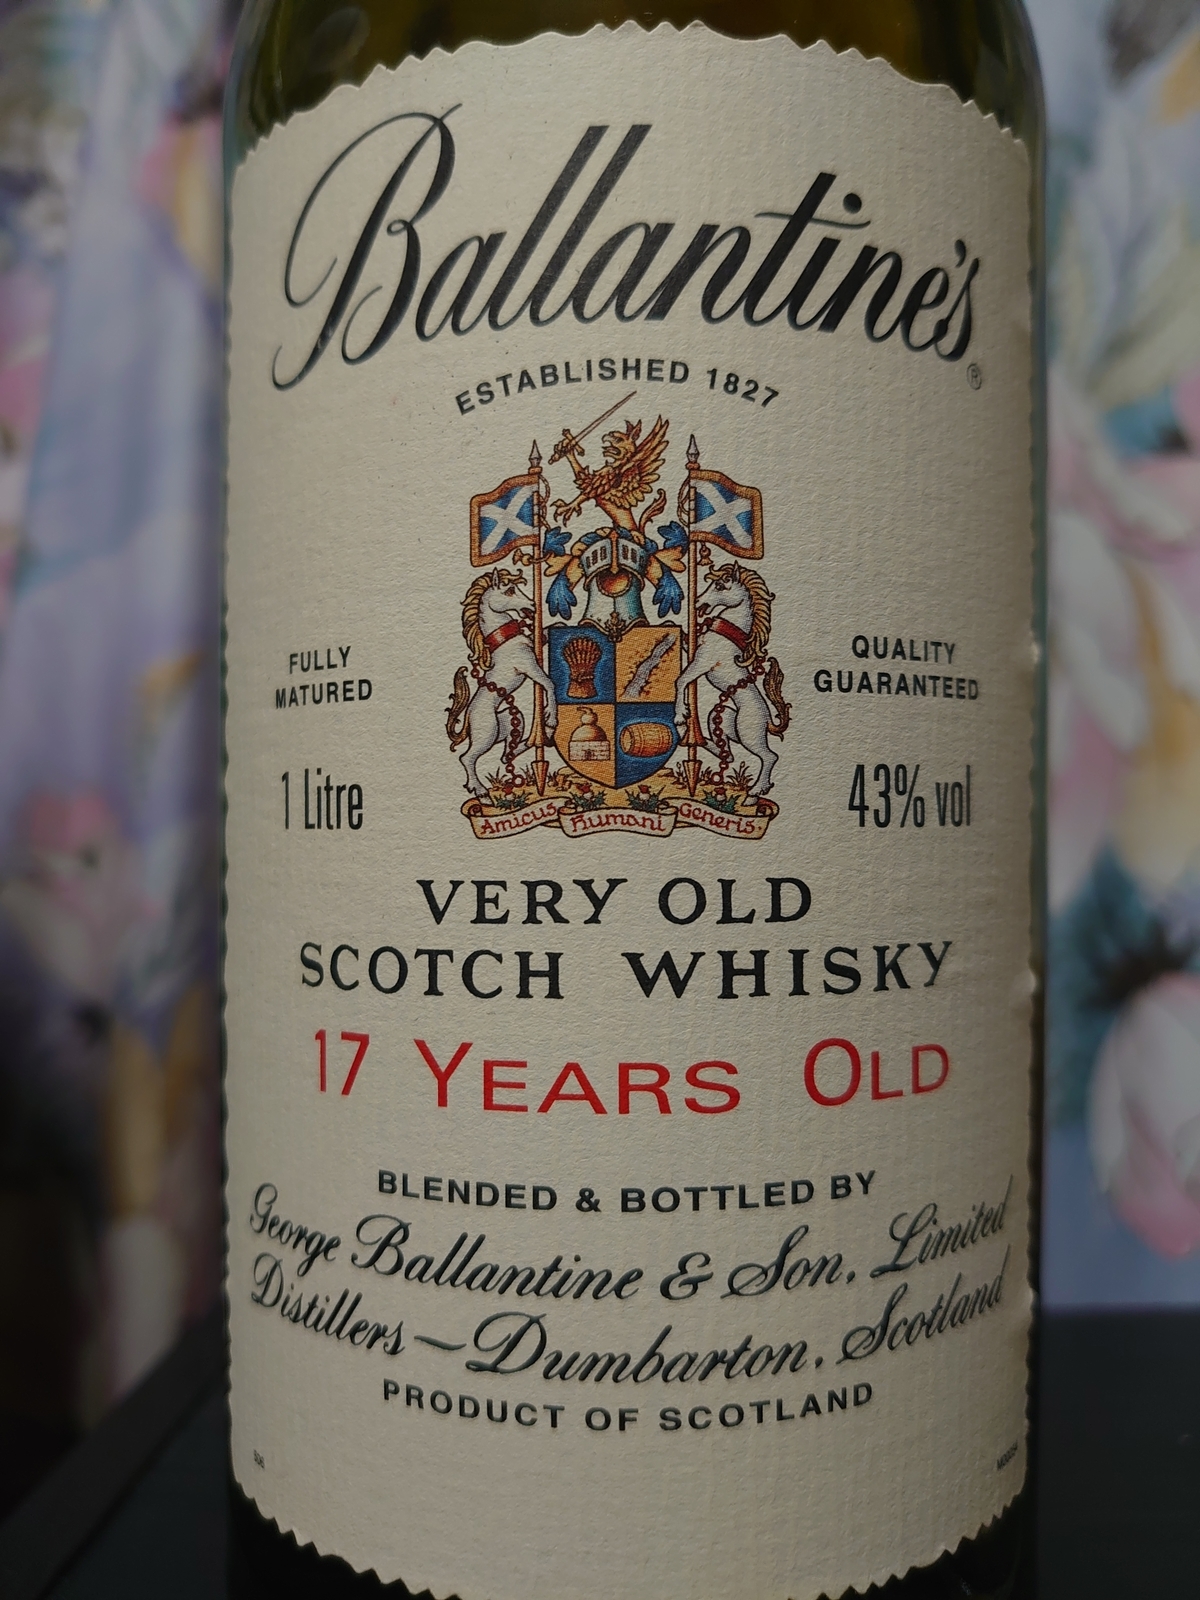 Ballantine's
®
ESTABLISHED 1827
FULLY
MATURED
QUALITY
GUARANTEED
1 Litre
43% vol
Amicus Humani Generis.
VERY OLD
SCOTCH WHISKY
17 YEARS OLD
BLENDED & BOTTLED BY
George Ballantine & Son, Limited
Distillers—Dumbarton, Scotland
PRODUCT OF SCOTLAND